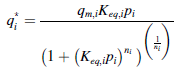 q_i^* = \frac{q_{m,i} K_{eq,i} p_i}{\left(1 + \left(K_{eq,i} p_i\right)^{n_i}\right)^{\left(\frac{1}{n_i}\right)}}